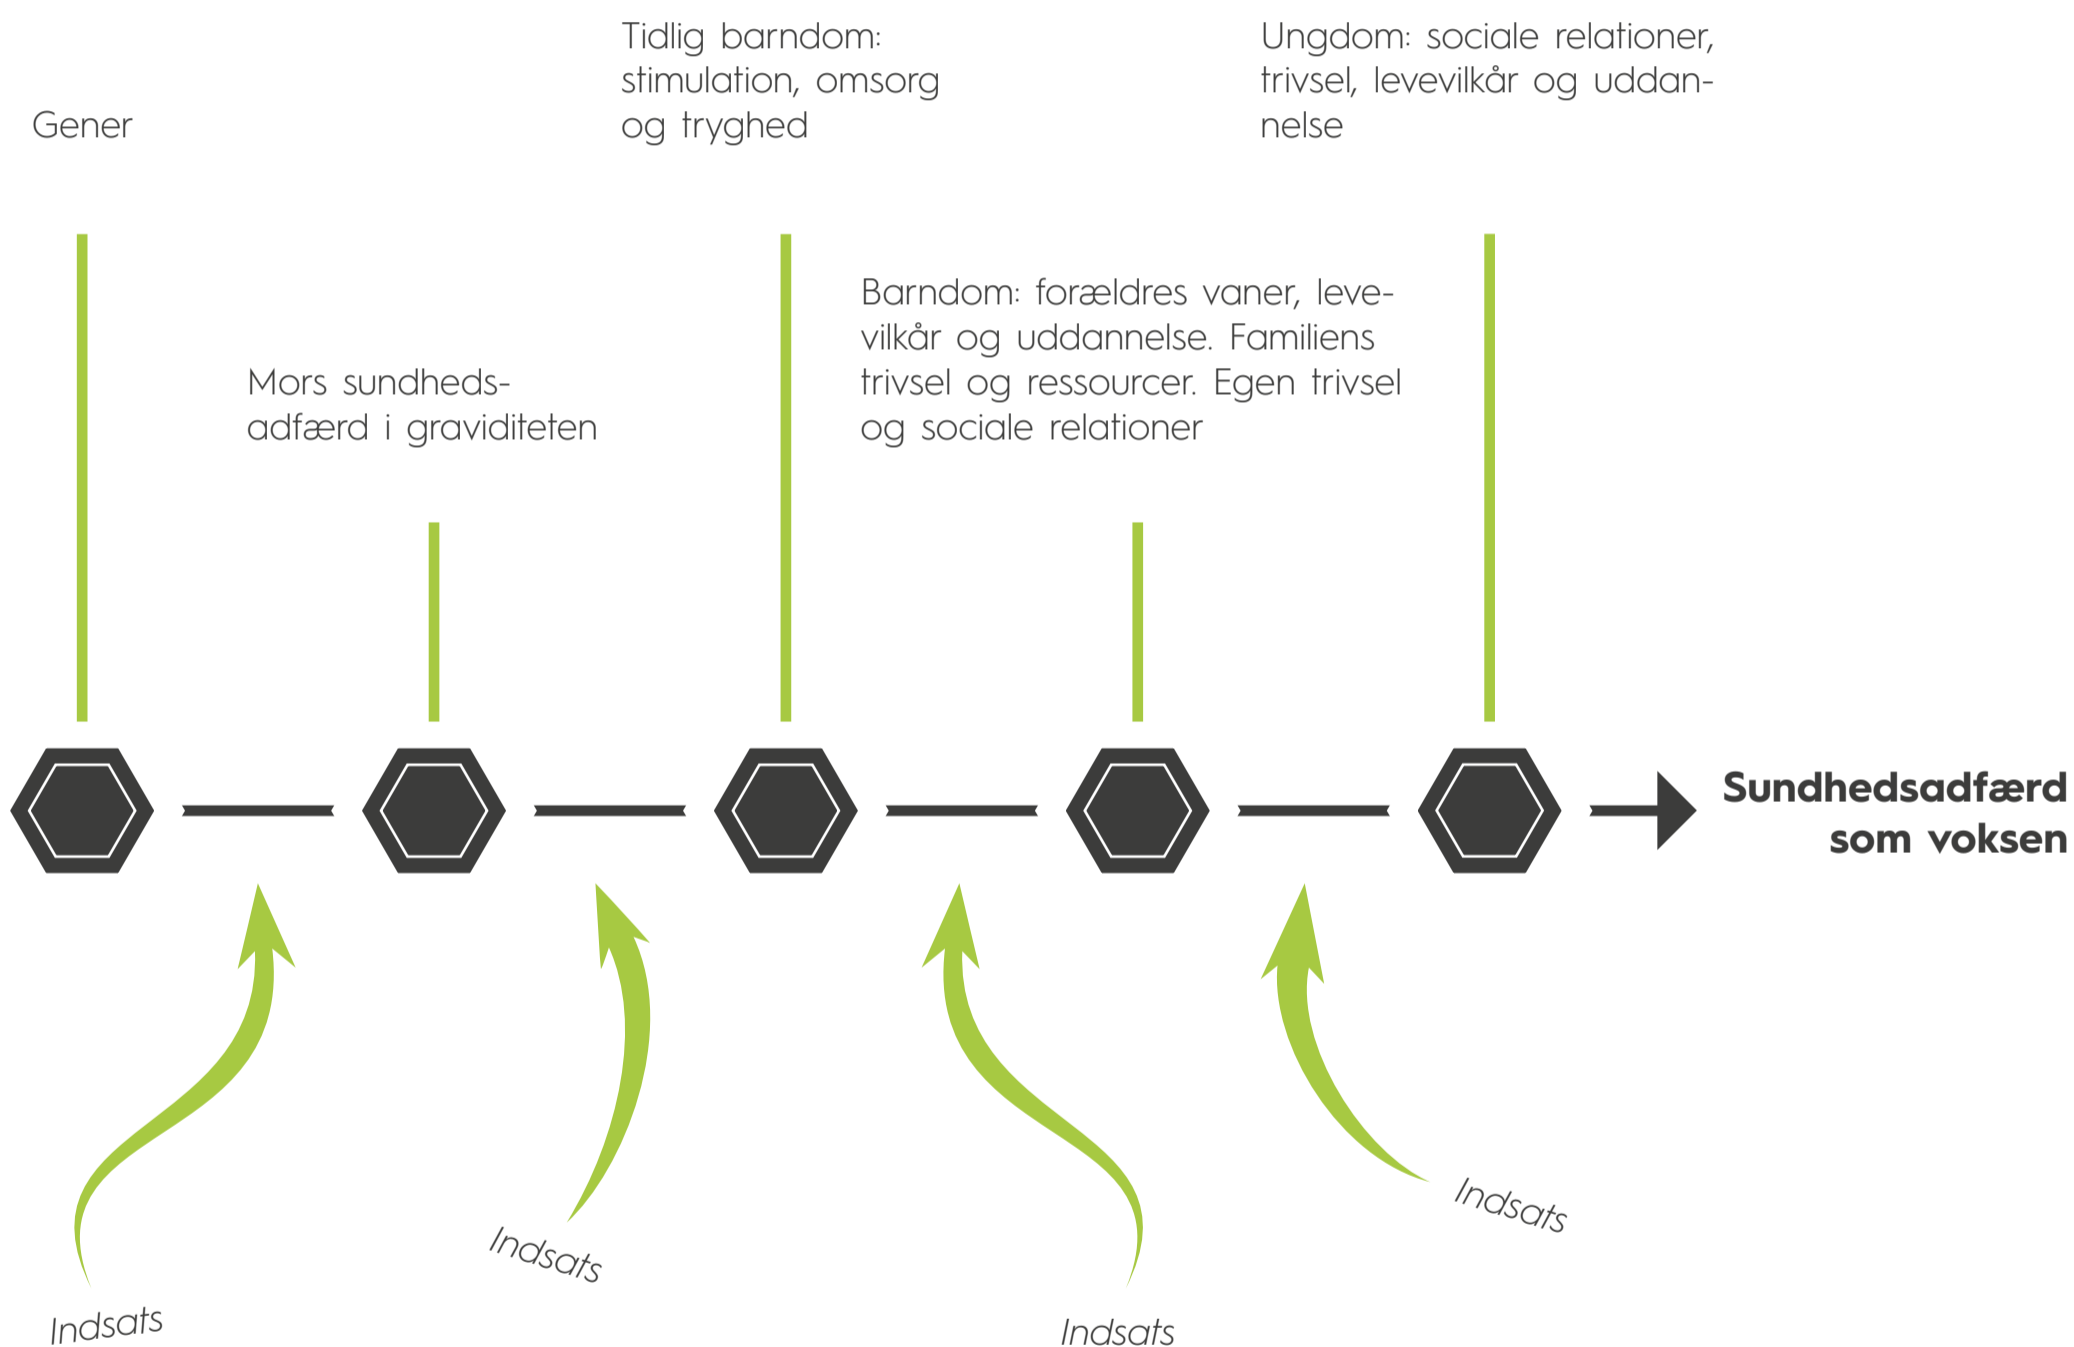 Gener
Mors sundheds-
adfærd i graviditeten
Tidlig barndom:
stimulation, omsorg
og tryghed
Barndom: forældres vaner, leve-
vilkår og uddannelse. Familiens
trivsel og ressourcer. Egen trivsel
og sociale relationer
Ungdom: sociale relationer,
trivsel, levevilkår og uddan-
nelse
Sundhedsadfærd
som voksen
Indsats
Indsats
Indsats
Indsats